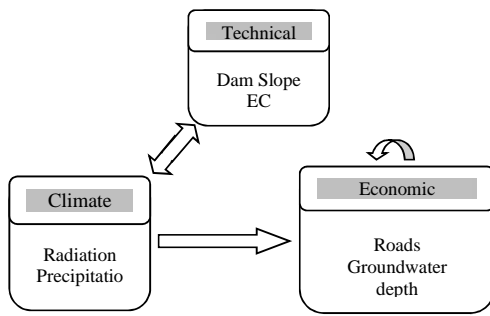 Technical
Dam Slope
EC
Climate
Radiation
Precipitatio
Economic
Roads
Groundwater
depth